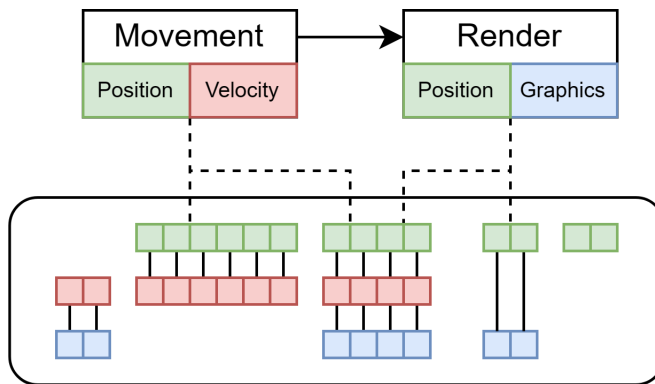 Movement
Render
Position
Velocity
Position
Graphics